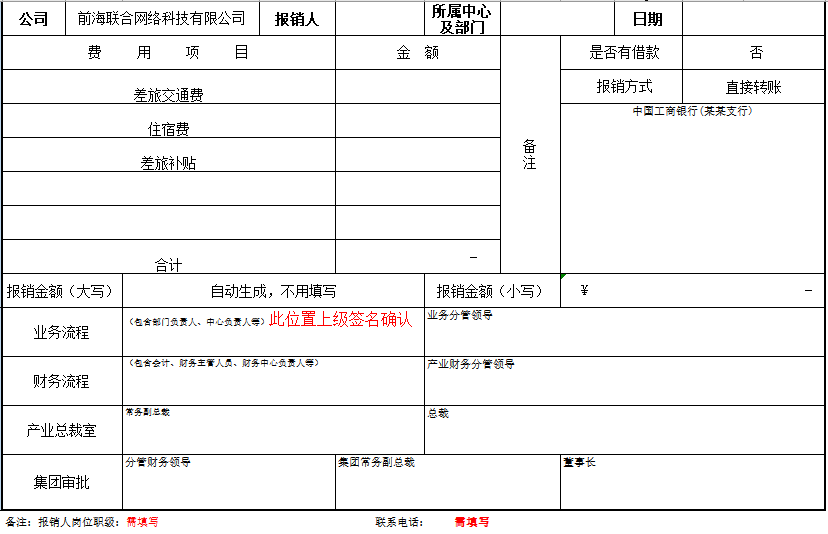 公司 前海联合网络科技有限公司 报销人 所属中心及部门 日期
费 用 项 目 金 额 备注 是否有借款 否
差旅交通费 报销方式 直接转账
住宿费 中国工商银行(某某支行)
差旅补贴
合计 –
报销金额（大写） 自动生成，不用填写 报销金额（小写） ¥ –
业务流程 （包含部门负责人、中心负责人等）此位置上级签名确认 业务分管领导
财务流程 （包含会计、财务主管人员、财务中心负责人等） 产业财务分管领导
产业总裁室 常务副总裁 总裁
集团审批 分管财务领导 集团常务副总裁 董事长
备注：报销人岗位职级：需填写 联系电话： 需填写